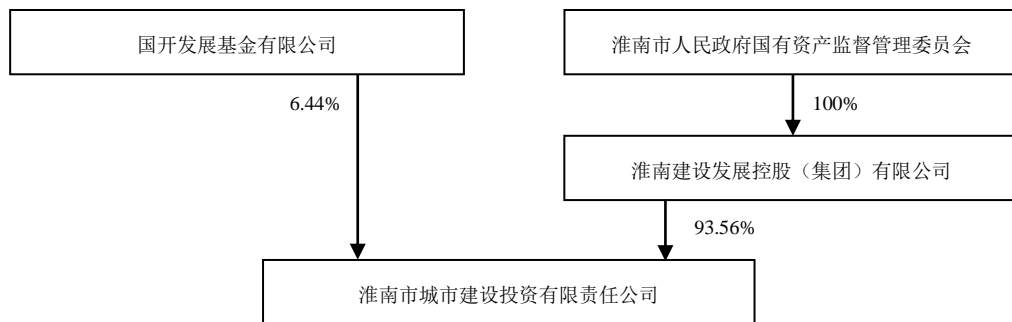 国开发展基金有限公司
淮南市人民政府国有资产监督管理委员会
6.44%
100%
淮南建设发展控股（集团）有限公司
93.56%
淮南市城市建设投资有限责任公司